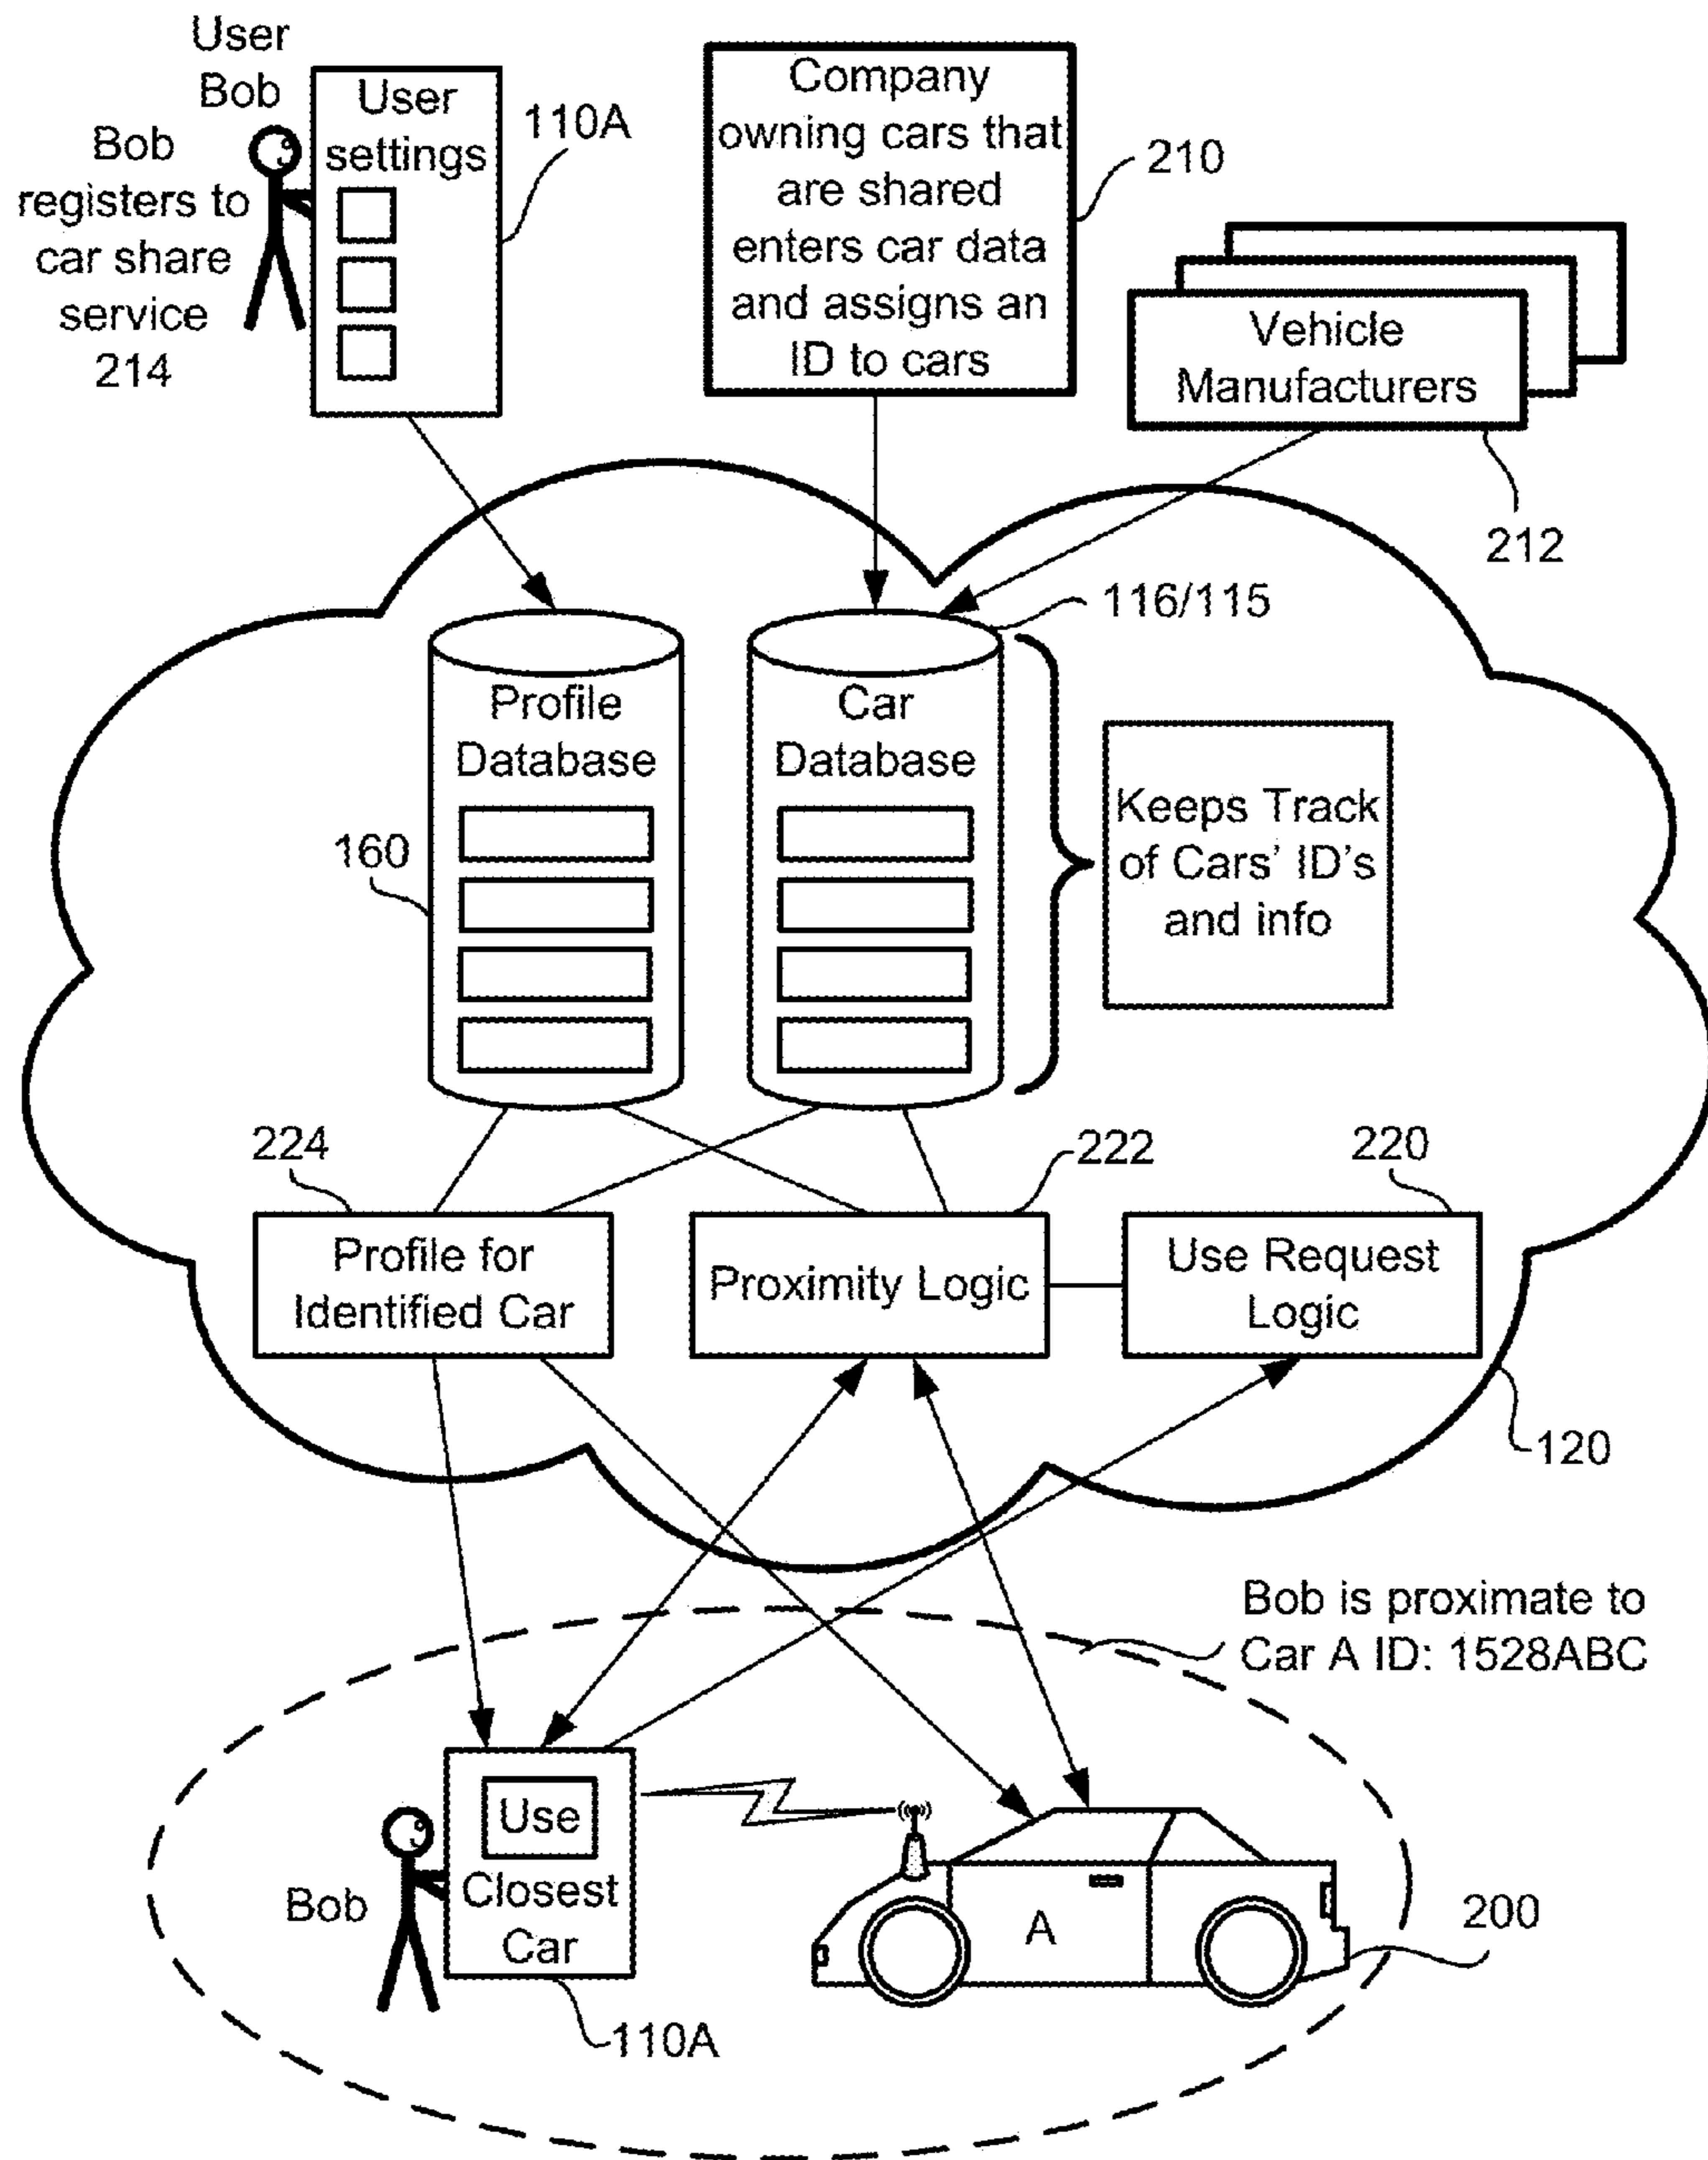 User
Bob
Bob
registers to
car share
service
214
User
settings
110A
Company
owning cars that
are shared
enters car data
and assigns an
ID to cars
210
Vehicle
Manufacturers
212
116/115
Profile
Database
Car
Database
Keeps Track
of Cars' ID's
and info
160
224
222
220
Profile for
Identified Car
Proximity Logic
Use Request
Logic
120
Bob is proximate to
Car A ID: 1528ABC
Use
Closest
Car
Bob
A
200
110A